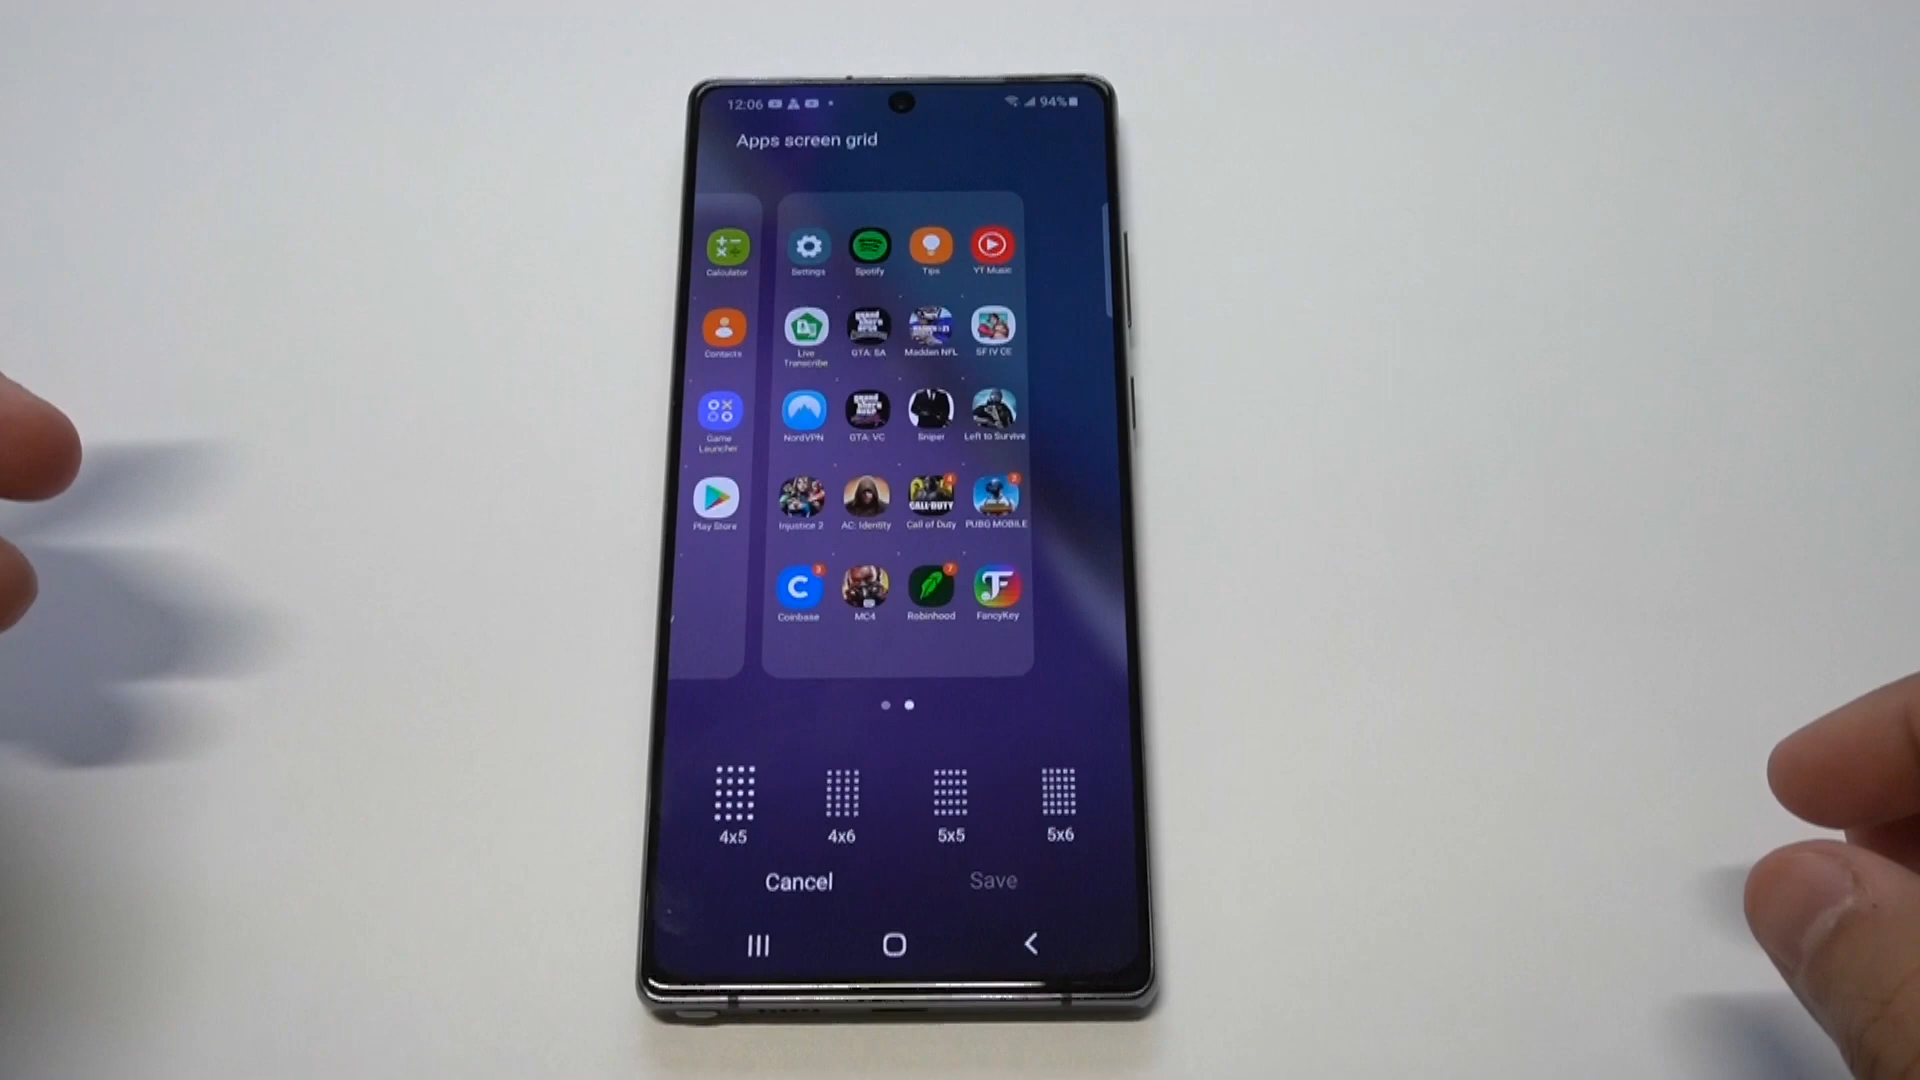 12:06
94%
Apps screen grid
Calculator
Settings
Spotify
Tips
YT Music
Contacts
Live
Transcribe
GTA: SA
Madden NFL
SF IV CE
Game
Launcher
NordVPN
GTA: VC
Sniper
Left to Survive
Play Store
Injustice 2
AC: Identity
CALL·DUTY
Call of Duty
PUBG MOBILE
Coinbase
MC4
Robinhood
FancyKey
4x5
4x6
5x5
5x6
Cancel
Save